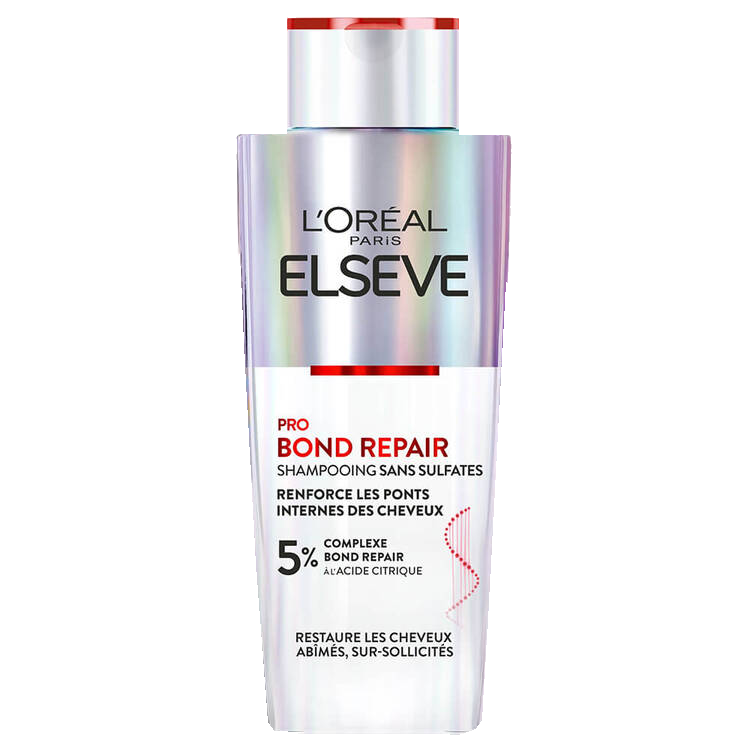 L'ORÉAL
PARIS
ELSEVE
PRO
BOND REPAIR
SHAMPOOING SANS SULFATES
RENFORCE LES PONTS
INTERNES DES CHEVEUX
5% COMPLEXE
BOND REPAIR
À L'ACIDE CITRIQUE
RESTAURE LES CHEVEUX
ABÎMÉS, SUR-SOLLICITÉS